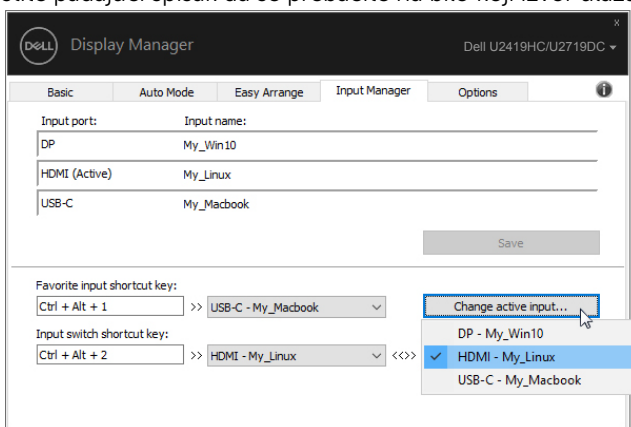 DELL Display Manager
x
Dell U2419HC/U2719DC
Basic Auto Mode Easy Arrange Input Manager Options
Input port: Input name:
DP My_Win10
HDMI (Active) My_Linux
USB-C My_Macbook
Save
Favorite input shortcut key:
Ctrl + Alt + 1 >> USB-C - My_Macbook Change active input...
Input switch shortcut key:
Ctrl + Alt + 2 >> HDMI - My_Linux <<>>
DP - My_Win10
HDMI - My_Linux
USB-C - My_Macbook